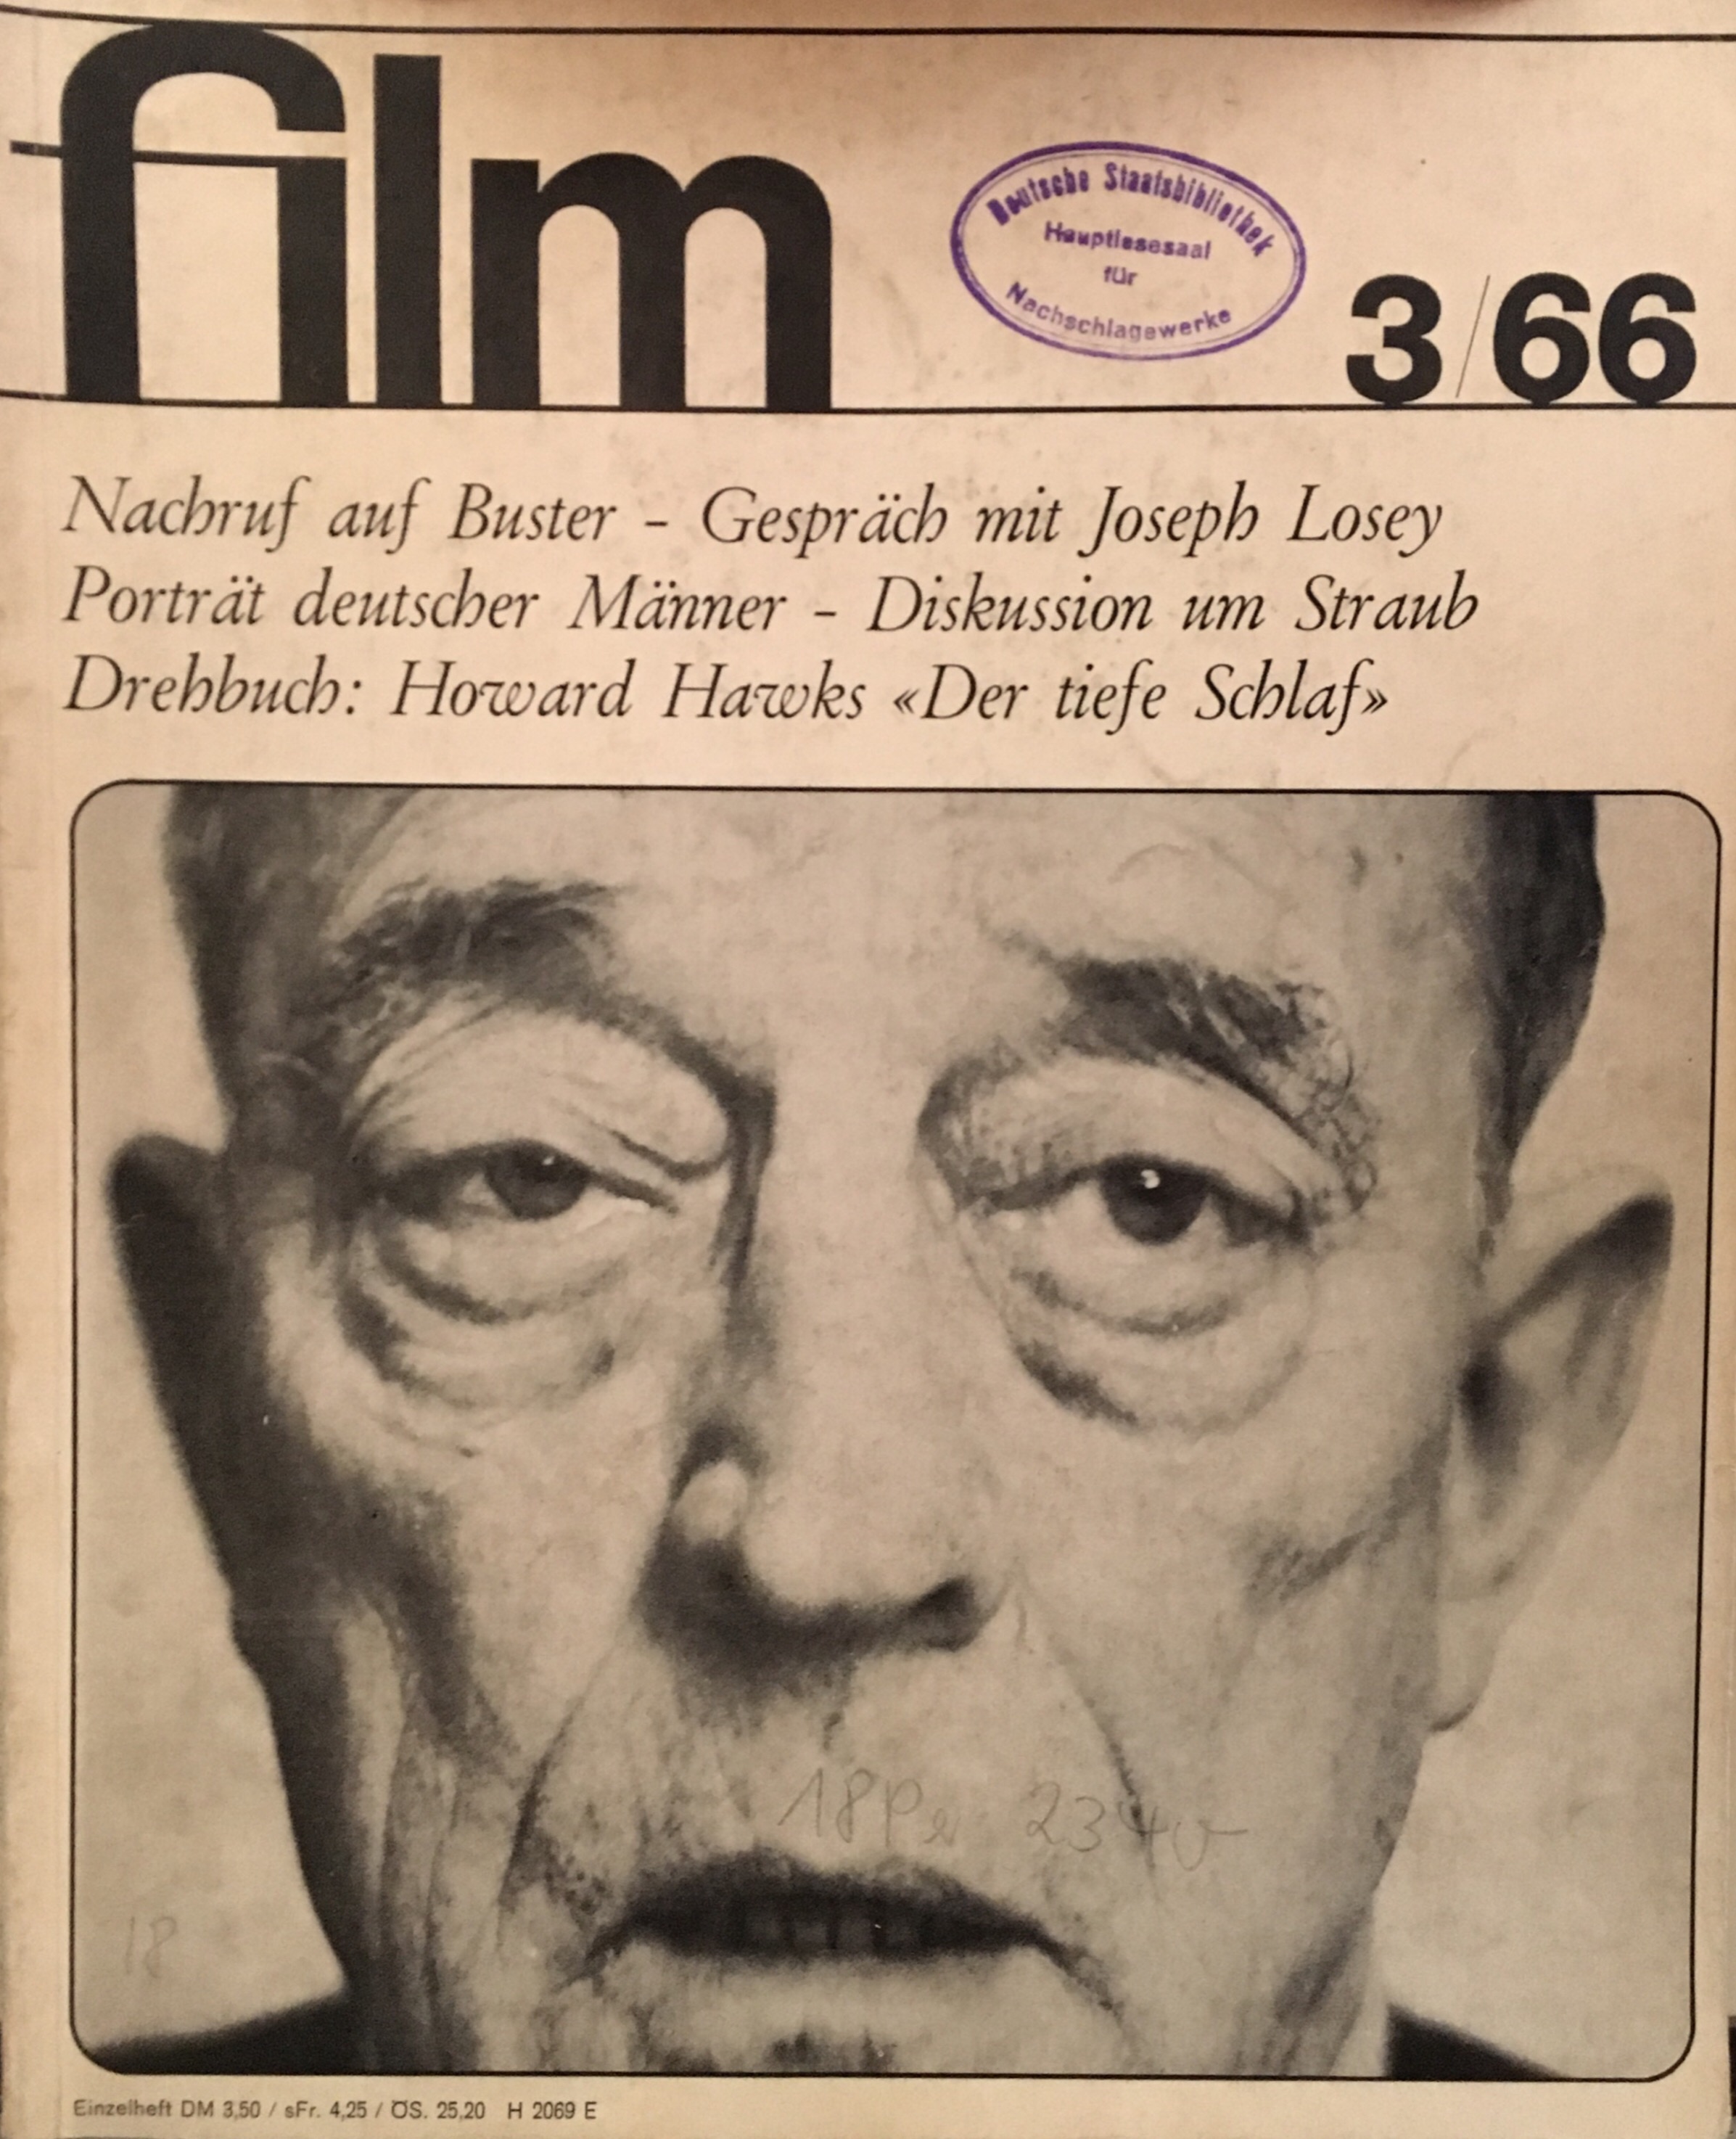 film
Deutsche Staatsbibliothek
Hauptlesesaal
für
Nachschlagewerke
3/66
Nachruf auf Buster – Gespräch mit Joseph Losey
Porträt deutscher Männer – Diskussion um Straub
Drehbuch: Howard Hawks «Der tiefe Schlaf»
18
Einzelheft DM 3,50 / sFr. 4,25 / ÖS. 25,20 H 2069 E